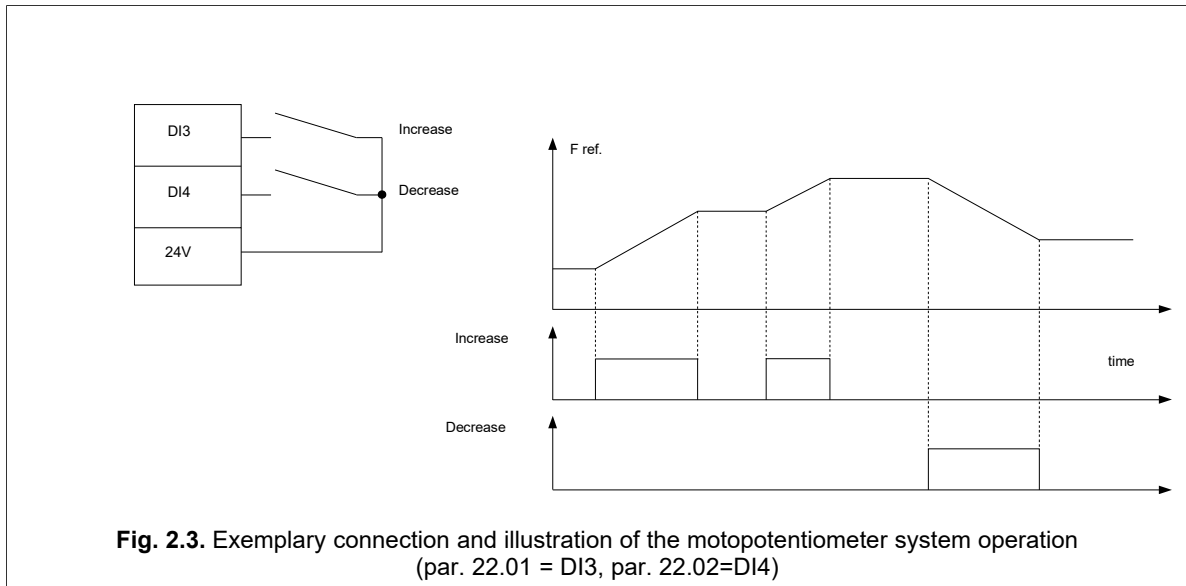 DI3
Increase
DI4
Decrease
24V
F ref.
Increase
time
Decrease
Fig. 2.3. Exemplary connection and illustration of the motopotentiometer system operation
(par. 22.01 = DI3, par. 22.02=DI4)